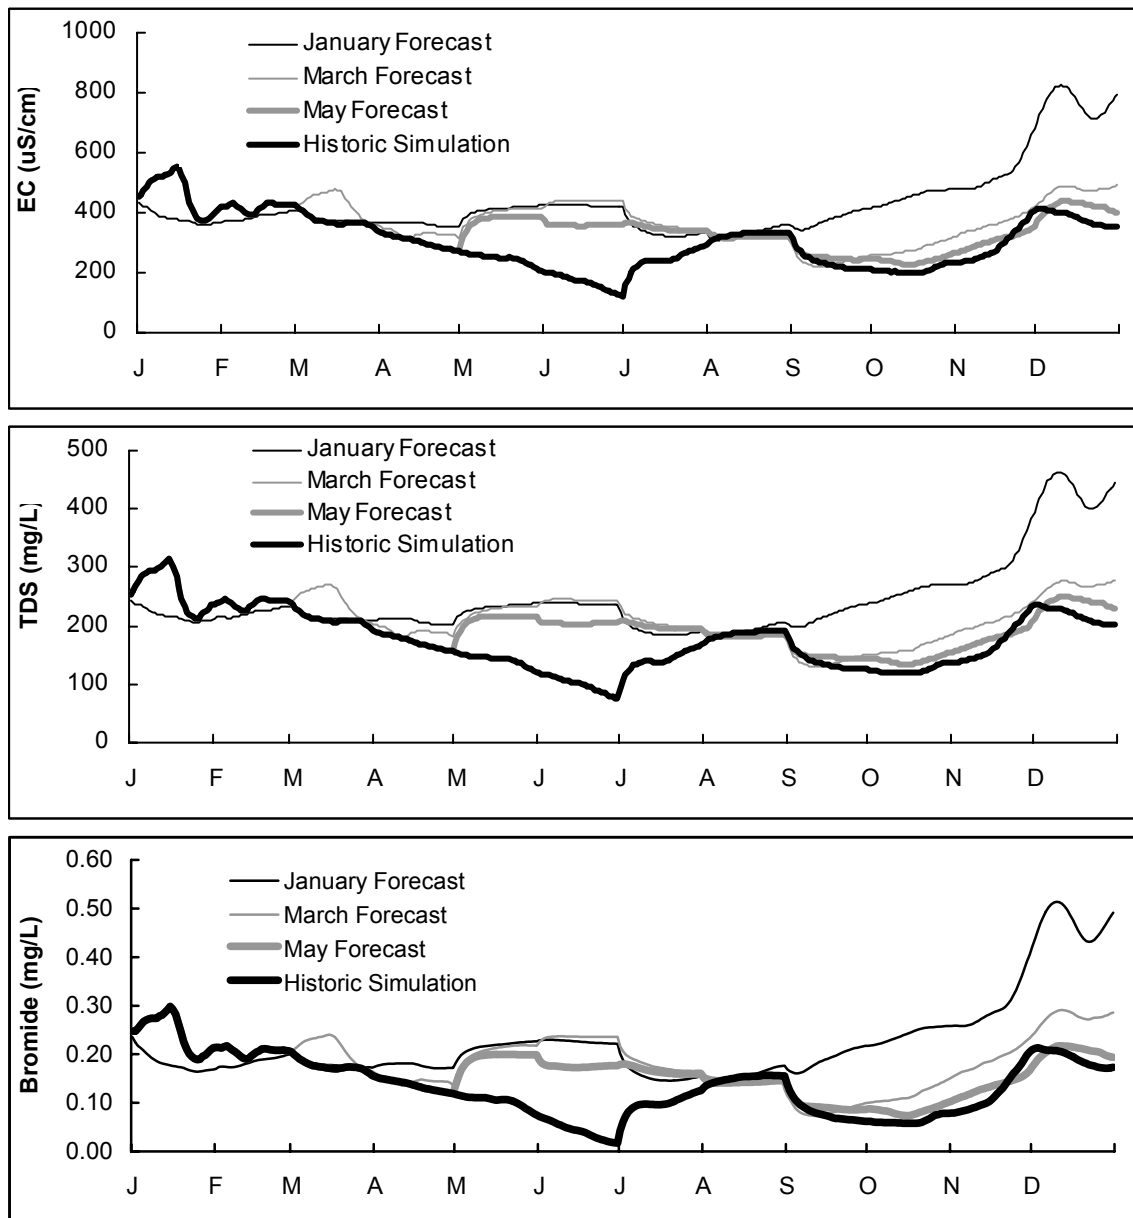 1000
800
600
400
200
0
EC (uS/cm)
January Forecast
March Forecast
May Forecast
Historic Simulation
J F M A M J J A S O N D
500
400
300
200
100
0
TDS (mg/L)
January Forecast
March Forecast
May Forecast
Historic Simulation
J F M A M J J A S O N D
0.60
0.50
0.40
0.30
0.20
0.10
0.00
Bromide (mg/L)
January Forecast
March Forecast
May Forecast
Historic Simulation
J F M A M J J A S O N D